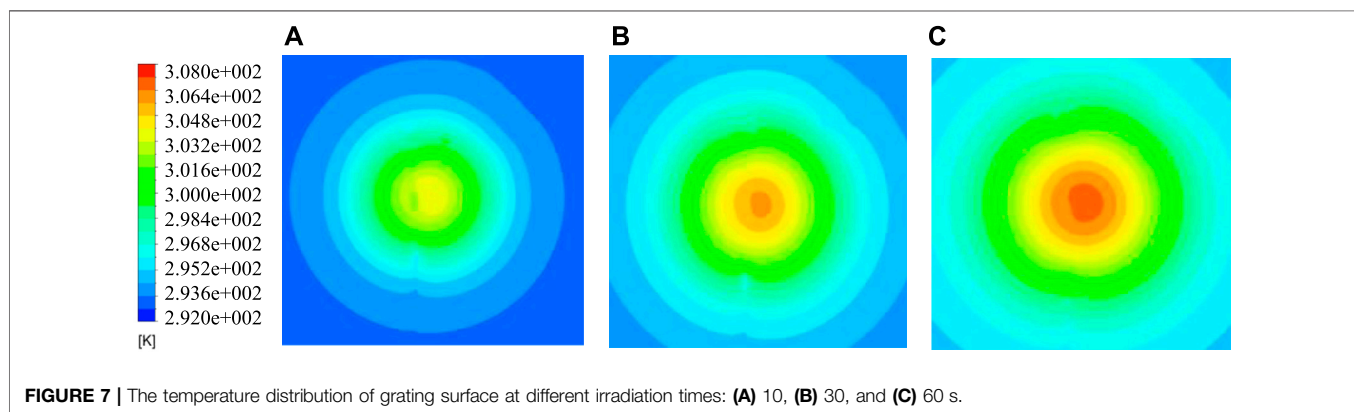 A
B
C
3.080e+002
3.064e+002
3.048e+002
3.032e+002
3.016e+002
3.000e+002
2.984e+002
2.968e+002
2.952e+002
2.936e+002
2.920e+002
[K]
FIGURE 7 | The temperature distribution of grating surface at different irradiation times: (A) 10, (B) 30, and (C) 60 s.